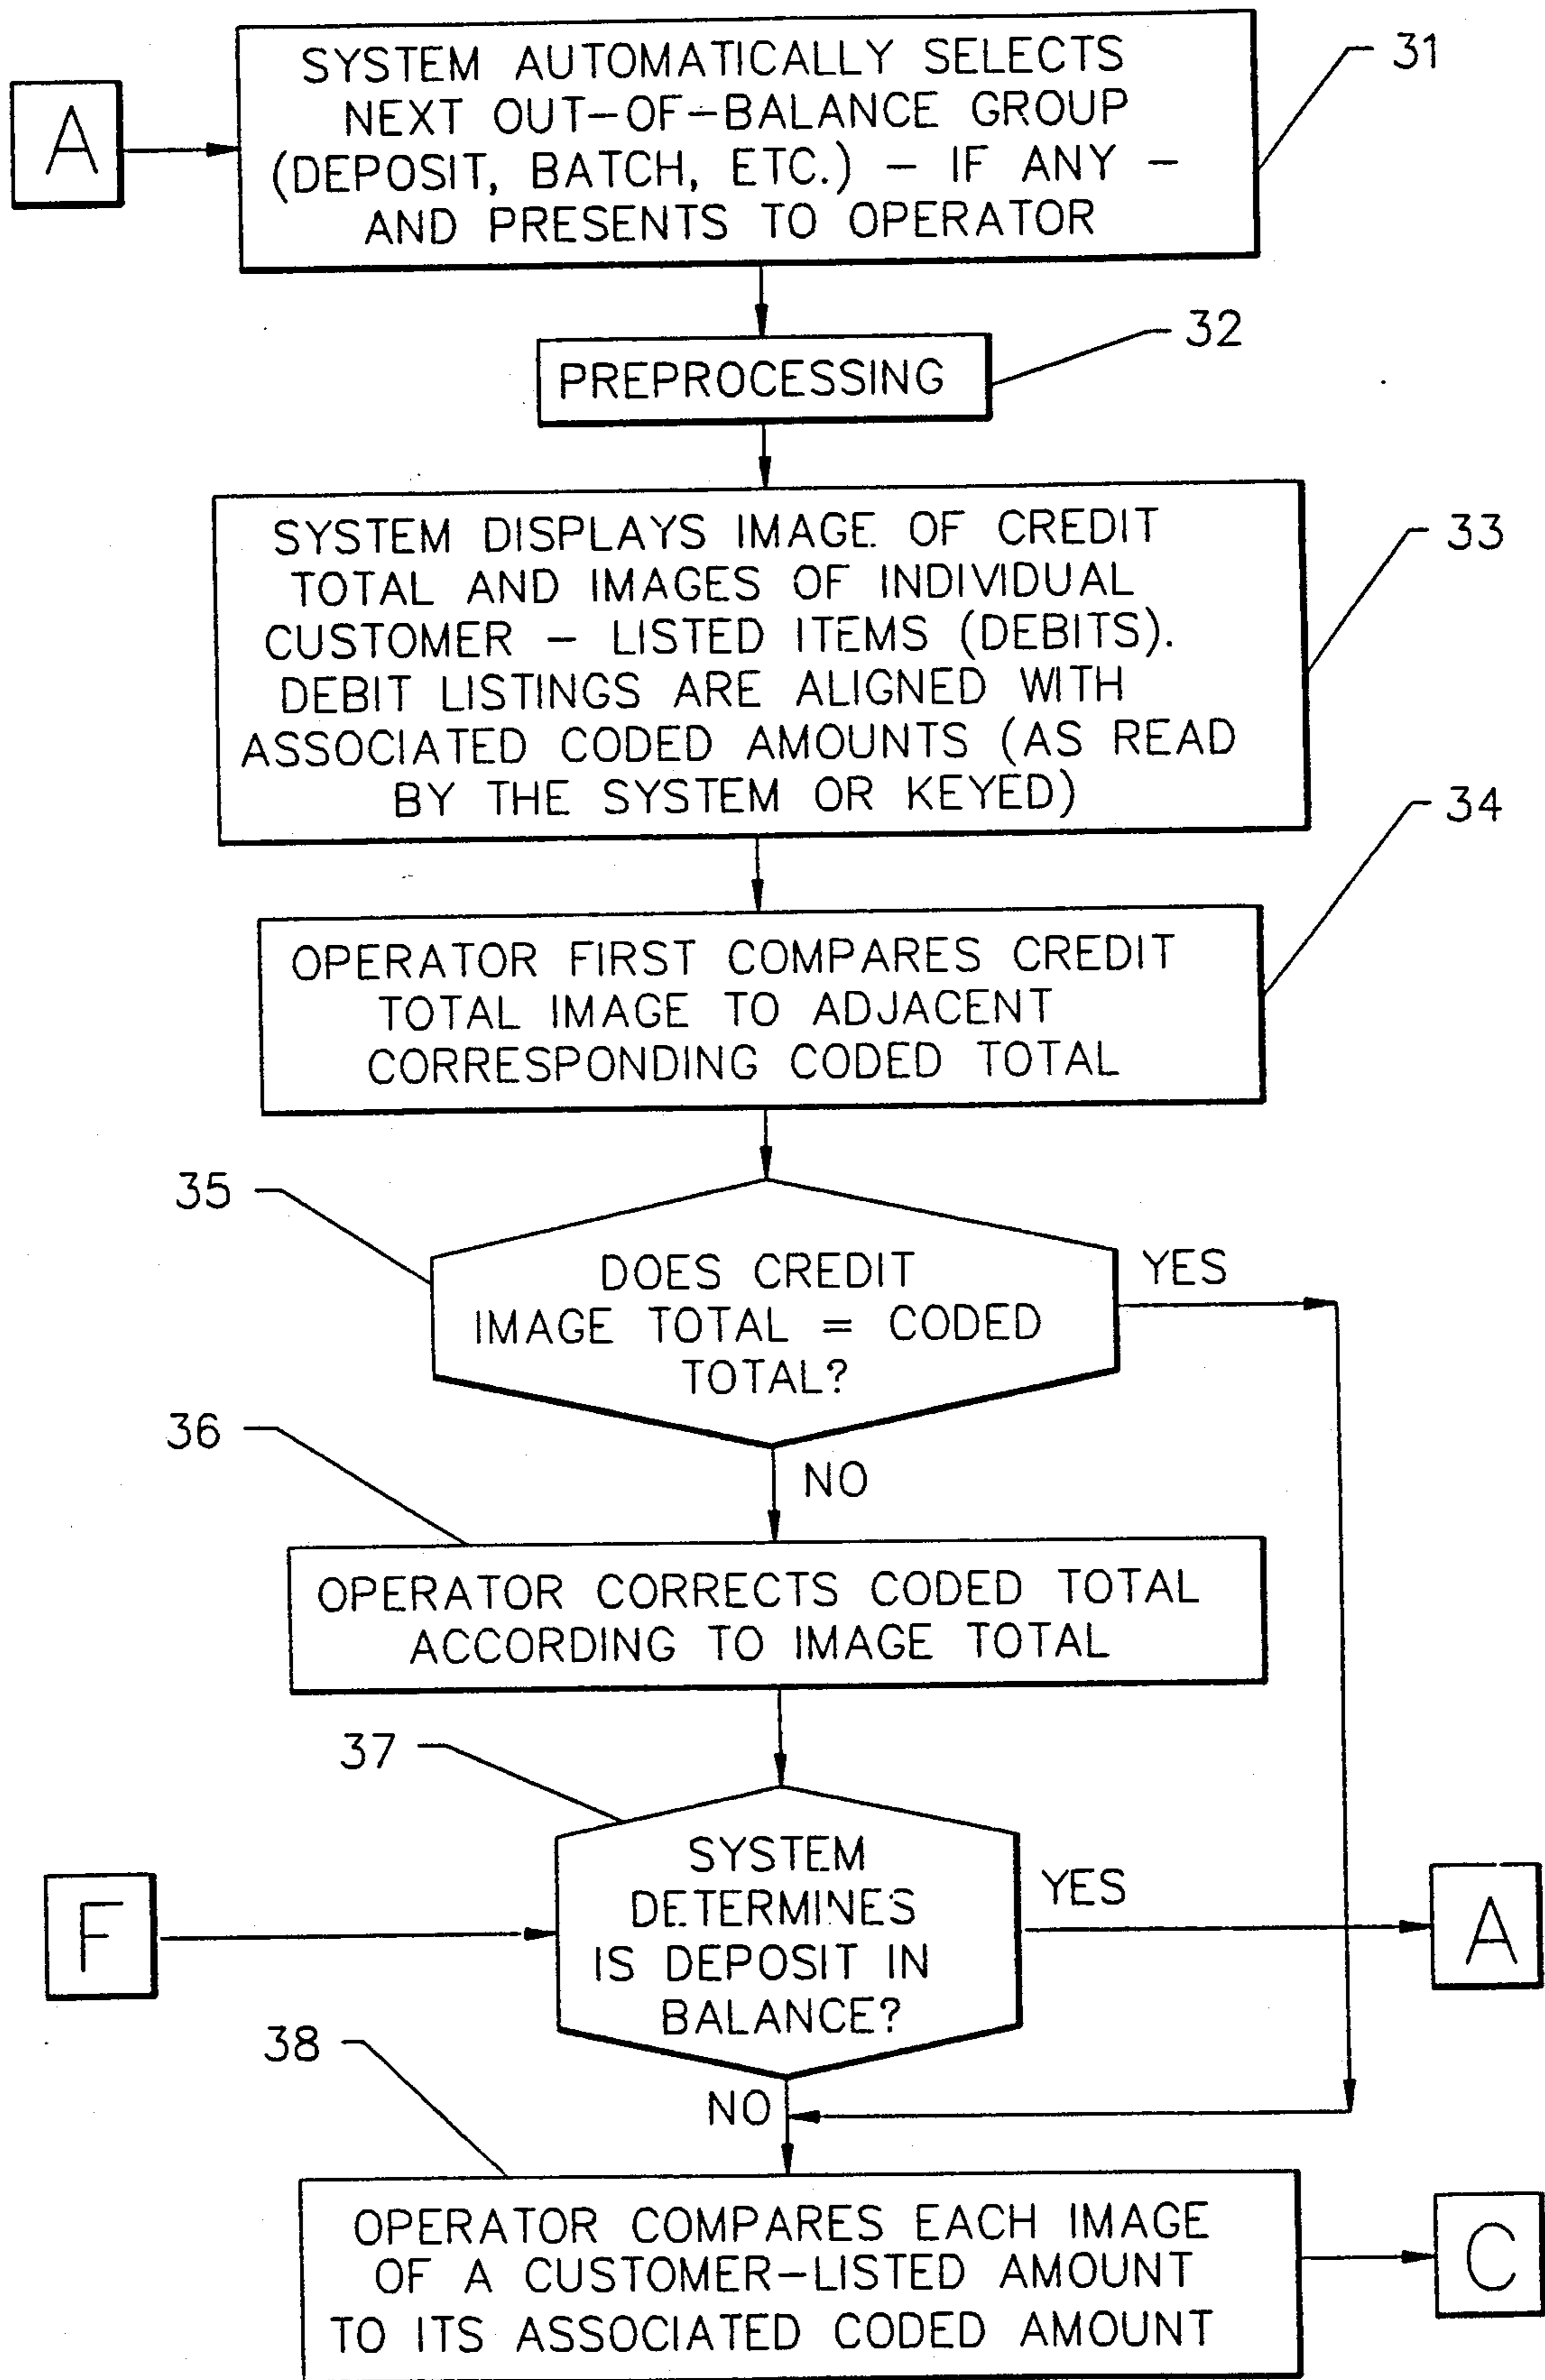 SYSTEM AUTOMATICALLY SELECTS
NEXT OUT-OF-BALANCE GROUP
(DEPOSIT, BATCH, ETC.) - IF ANY -
AND PRESENTS TO OPERATOR
31
A
PREPROCESSING
32
SYSTEM DISPLAYS IMAGE OF CREDIT
TOTAL AND IMAGES OF INDIVIDUAL
CUSTOMER - LISTED ITEMS (DEBITS).
DEBIT LISTINGS ARE ALIGNED WITH
ASSOCIATED CODED AMOUNTS (AS READ
BY THE SYSTEM OR KEYED)
33
34
OPERATOR FIRST COMPARES CREDIT
TOTAL IMAGE TO ADJACENT
CORRESPONDING CODED TOTAL
35
DOES CREDIT
IMAGE TOTAL = CODED
TOTAL?
YES
36
NO
OPERATOR CORRECTS CODED TOTAL
ACCORDING TO IMAGE TOTAL
37
SYSTEM
DETERMINES
IS DEPOSIT IN
BALANCE?
YES
F
A
38
NO
OPERATOR COMPARES EACH IMAGE
OF A CUSTOMER-LISTED AMOUNT
TO ITS ASSOCIATED CODED AMOUNT
C